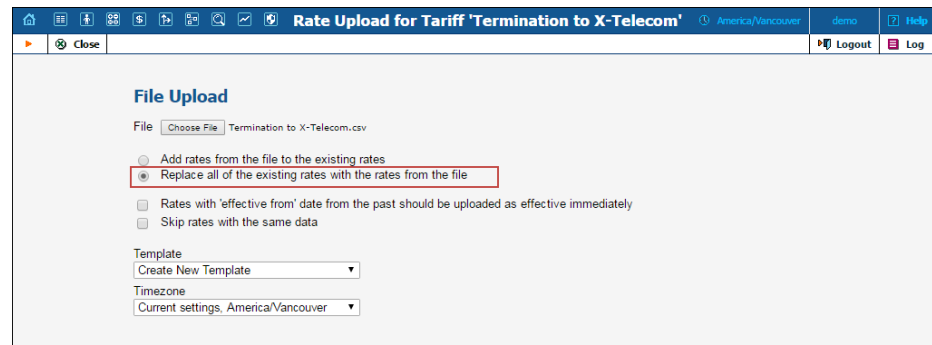 Rate Upload for Tariff 'Termination to X-Telecom' America/Vancouver demo ? Help
Close Logout Log
File Upload
File Choose File Termination to X-Telecom.csv
Add rates from the file to the existing rates
Replace all of the existing rates with the rates from the file
Rates with 'effective from' date from the past should be uploaded as effective immediately
Skip rates with the same data
Template
Create New Template
Timezone
Current settings, America/Vancouver